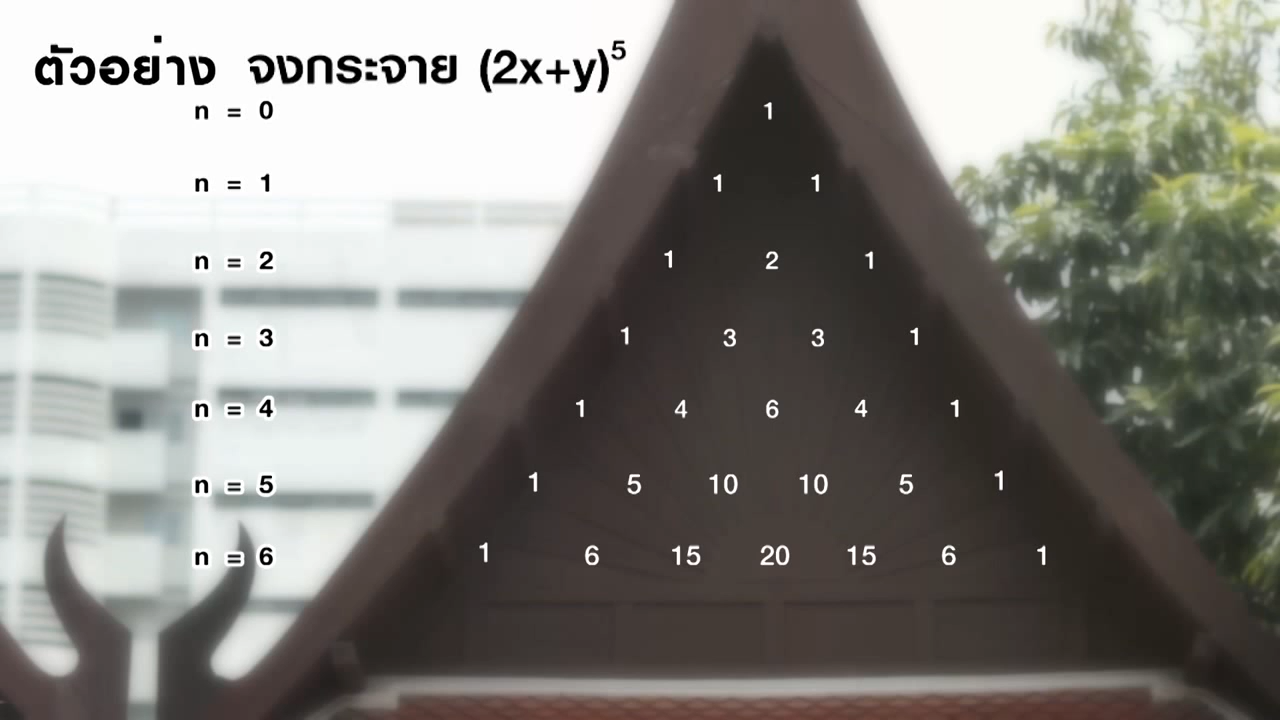 ตัวอย่าง จงกระจาย (2x+y)⁵
n = 0 1
n = 1 1 1
n = 2 1 2 1
n = 3 1 3 3 1
n = 4 1 4 6 4 1
n = 5 1 5 10 10 5 1
n = 6 1 6 15 20 15 6 1